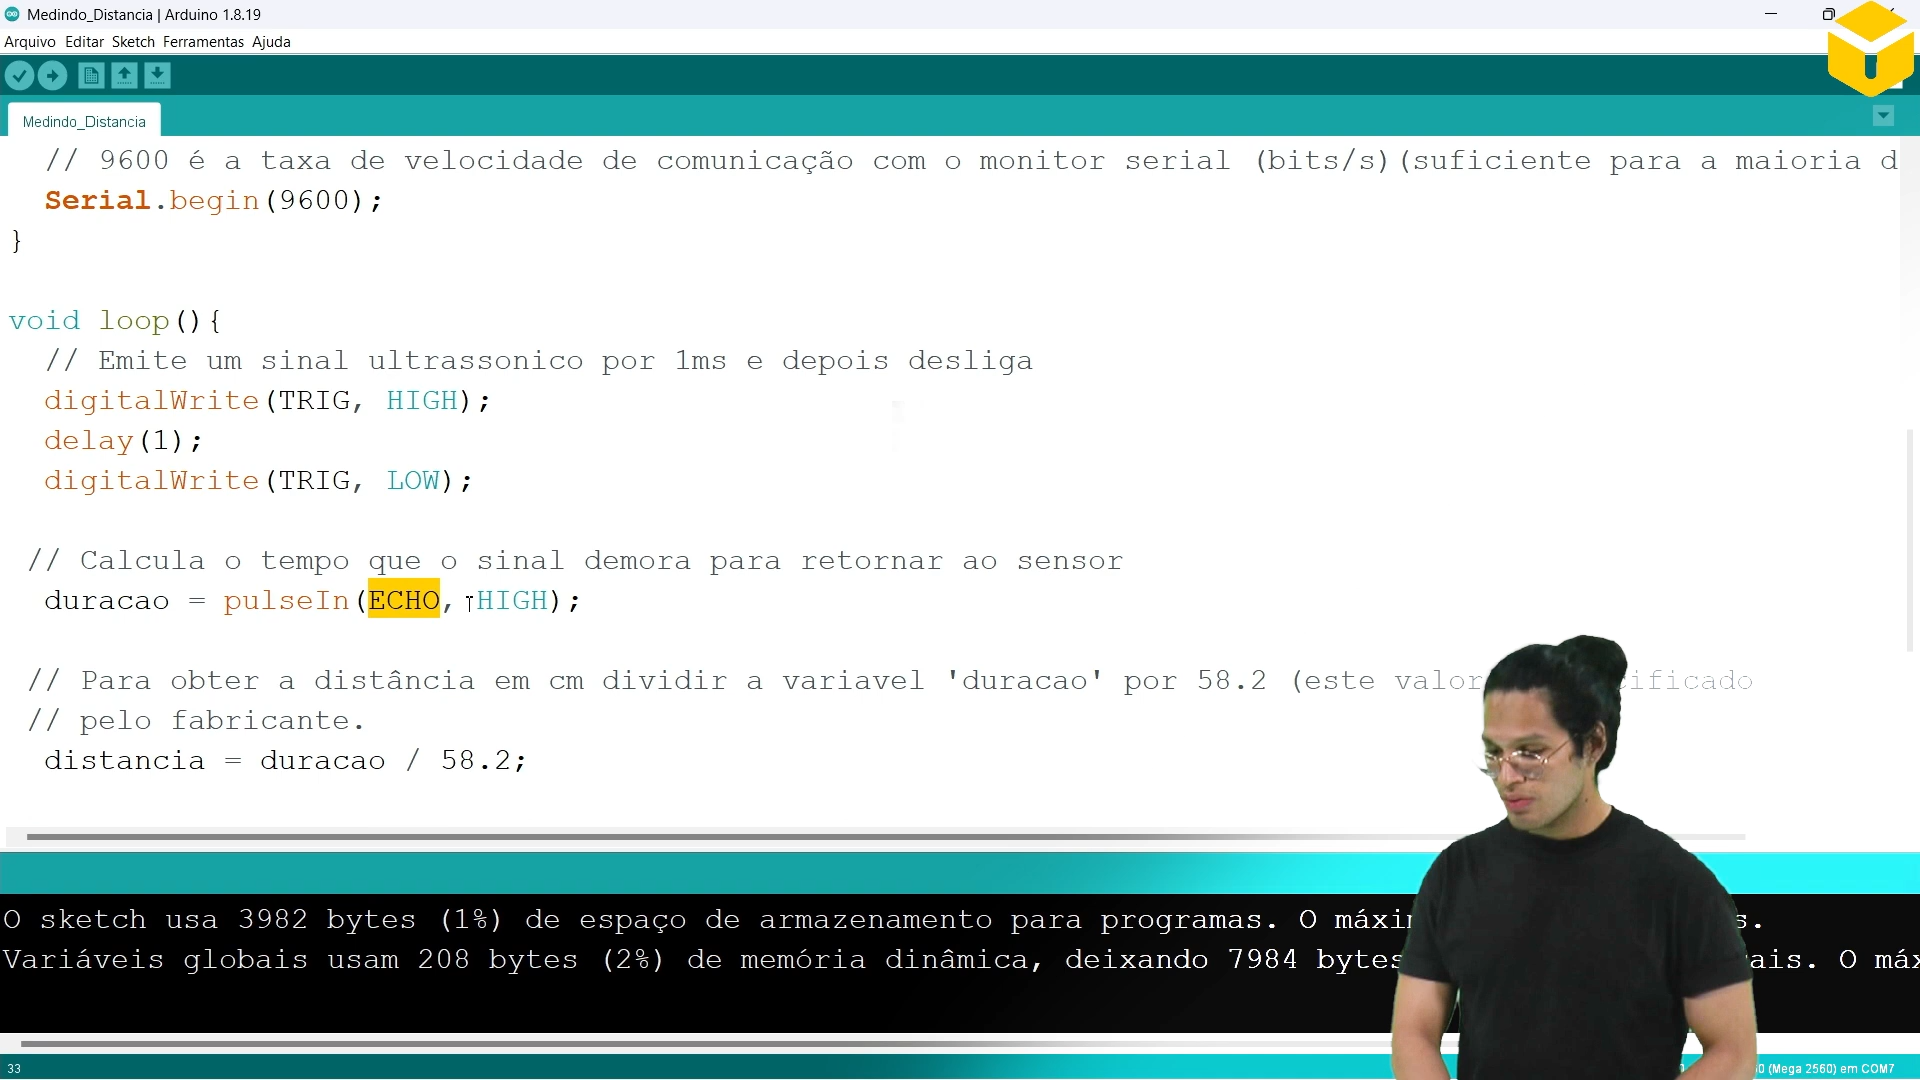 Medindo_Distancia | Arduino 1.8.19
Arquivo Editar Sketch Ferramentas Ajuda
Medindo_Distancia
// 9600 é a taxa de velocidade de comunicação com o monitor serial (bits/s)(suficiente para a maioria d
Serial.begin(9600);
}
void loop(){
// Emite um sinal ultrassonico por 1ms e depois desliga
digitalWrite(TRIG, HIGH);
delay(1);
digitalWrite(TRIG, LOW);
// Calcula o tempo que o sinal demora para retornar ao sensor
duracao = pulseIn(ECHO, HIGH);
// Para obter a distância em cm dividir a variavel 'duracao' por 58.2 (este valor
// pelo fabricante.
distancia = duracao / 58.2;
O sketch usa 3982 bytes (1%) de espaço de armazenamento para programas. O
Variáveis globais usam 208 bytes (2%) de memória dinâmica, deixando 7984 bytes O
33
(Mega 2560) em COM7